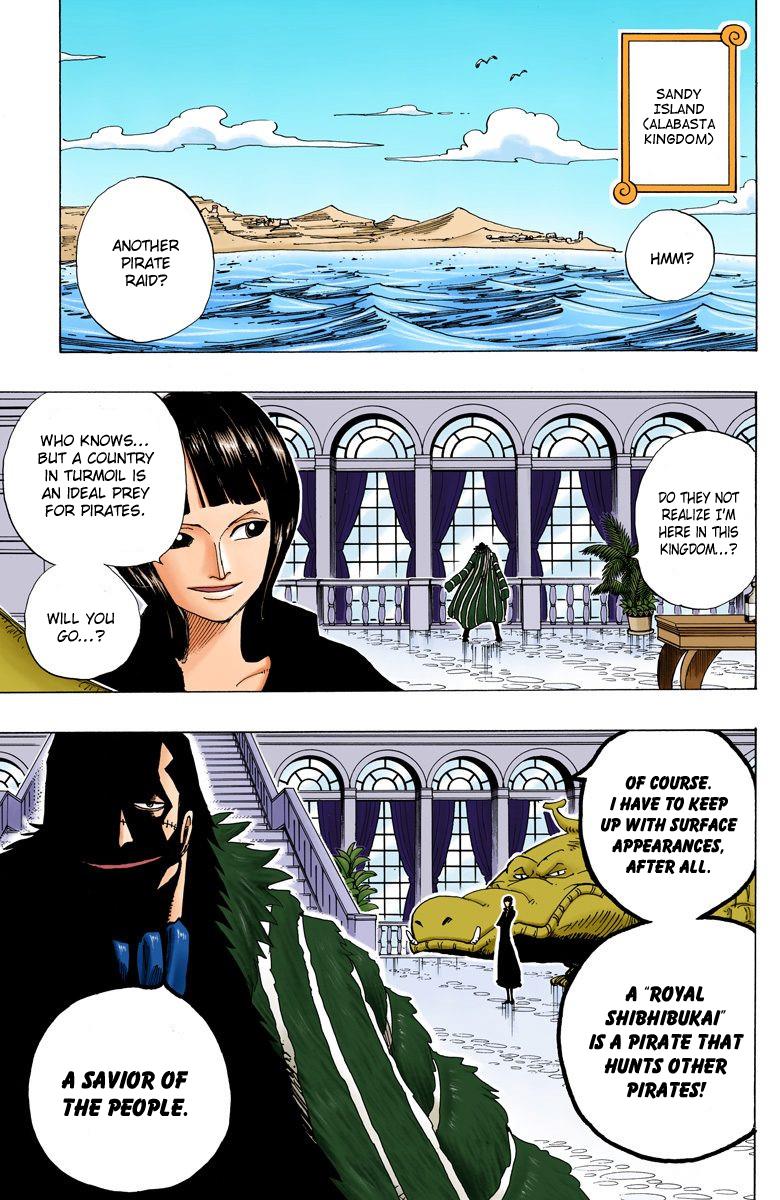 SANDY
ISLAND
(ALABASTA
KINGDOM)
HMM?
ANOTHER
PIRATE
RAID?
DO THEY NOT
REALIZE I'M
HERE IN THIS
KINGDOM...?
WHO KNOWS...
BUT A COUNTRY
IN TURMOIL IS
AN IDEAL PREY
FOR PIRATES.
WILL YOU
GO...?
OF COURSE.
I HAVE TO KEEP
UP WITH SURFACE
APPEARANCES,
AFTER ALL.
A "ROYAL
SHIBHIBUKAI"
IS A PIRATE THAT
HUNTS OTHER
PIRATES!
A SAVIOR OF
THE PEOPLE.